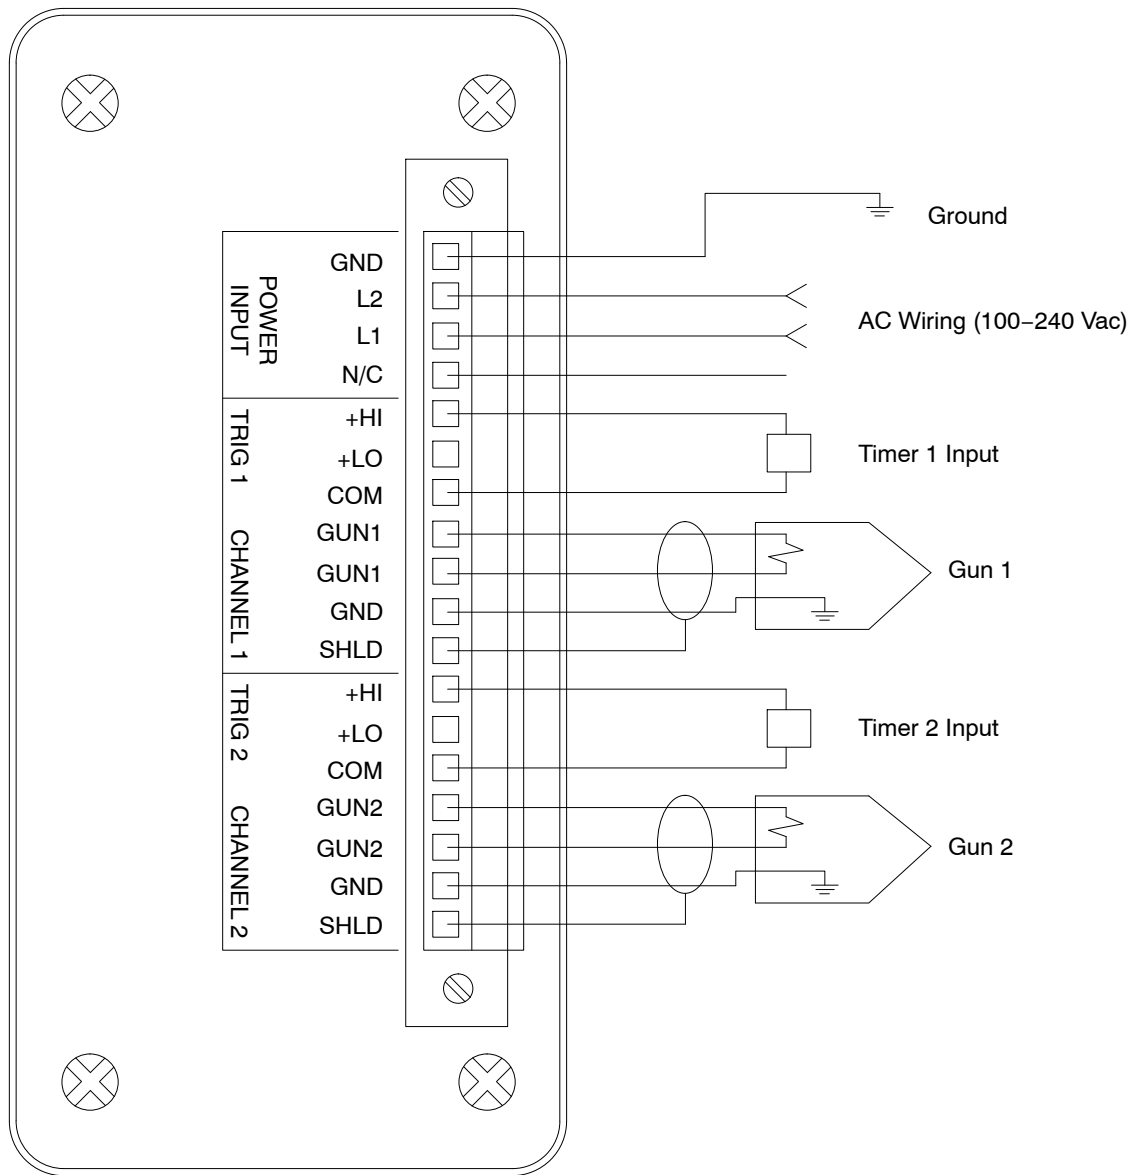 POWER
INPUT
GND
L2
L1
N/C
Ground
AC Wiring (100−240 Vac)
TRIG 1
+HI
+LO
COM
Timer 1 Input
CHANNEL 1
GUN1
GUN1
GND
SHLD
Gun 1
TRIG 2
+HI
+LO
COM
Timer 2 Input
CHANNEL 2
GUN2
GUN2
GND
SHLD
Gun 2